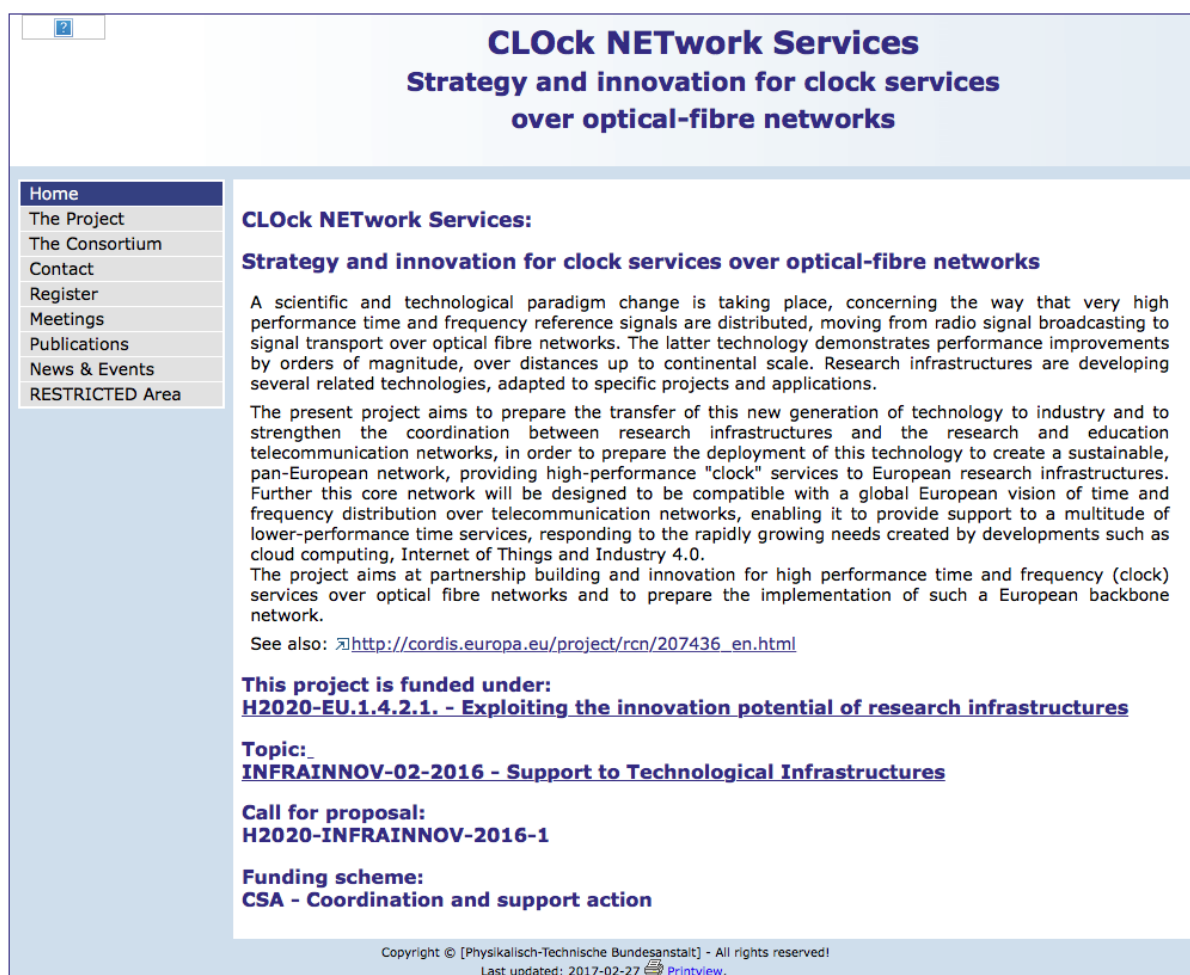 CLOck NETwork Services
Strategy and innovation for clock services
over optical-fibre networks
Home
The Project
The Consortium
Contact
Register
Meetings
Publications
News & Events
RESTRICTED Area
CLOck NETwork Services:
Strategy and innovation for clock services over optical-fibre networks
A scientific and technological paradigm change is taking place, concerning the way that very high
performance time and frequency reference signals are distributed, moving from radio signal broadcasting to
signal transport over optical fibre networks. The latter technology demonstrates performance improvements
by orders of magnitude, over distances up to continental scale. Research infrastructures are developing
several related technologies, adapted to specific projects and applications.
The present project aims to prepare the transfer of this new generation of technology to industry and to
strengthen the coordination between research infrastructures and the research and education
telecommunication networks, in order to prepare the deployment of this technology to create a sustainable,
pan-European network, providing high-performance "clock" services to European research infrastructures.
Further this core network will be designed to be compatible with a global European vision of time and
frequency distribution over telecommunication networks, enabling it to provide support to a multitude of
lower-performance time services, responding to the rapidly growing needs created by developments such as
cloud computing, Internet of Things and Industry 4.0.
The project aims at partnership building and innovation for high performance time and frequency (clock)
services over optical fibre networks and to prepare the implementation of such a European backbone
network.
See also: http://cordis.europa.eu/project/rcn/207436_en.html
This project is funded under:
H2020-EU.1.4.2.1. - Exploiting the innovation potential of research infrastructures
Topic:
INFRAINNOV-02-2016 - Support to Technological Infrastructures
Call for proposal:
H2020-INFRAINNOV-2016-1
Funding scheme:
CSA - Coordination and support action
Copyright © [Physikalisch-Technische Bundesanstalt] - All rights reserved!
Last updated: 2017-02-27 Printview.